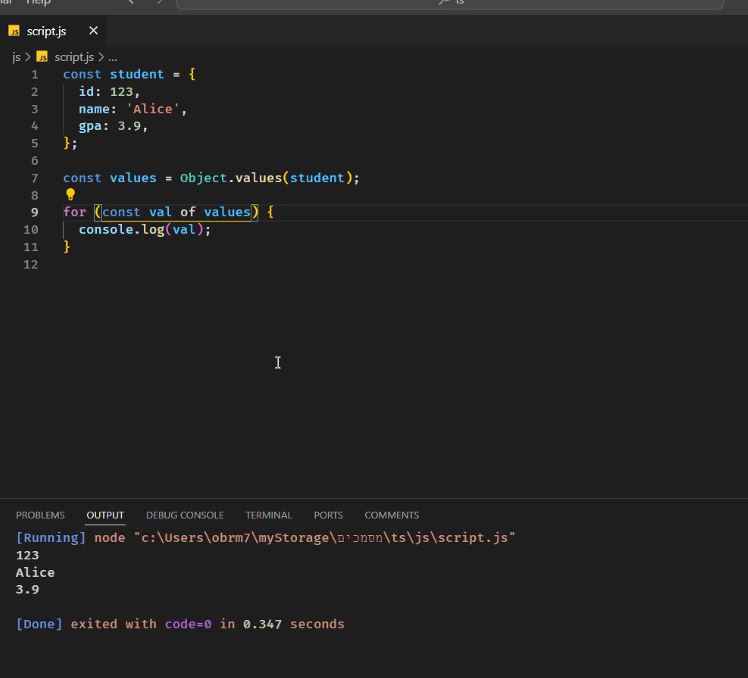 Help
ts
script.js
js > script.js > ...
1 const student = {
2   id: 123,
3   name: 'Alice',
4   gpa: 3.9,
5 };
6
7 const values = Object.values(student);
8
9 for (const val of values) {
10   console.log(val);
11 }
12
PROBLEMS OUTPUT DEBUG CONSOLE TERMINAL PORTS COMMENTS
[Running] node "c:\Users\obrm7\myStorage\מסמכים\ts\js\script.js"
123
Alice
3.9
[Done] exited with code=0 in 0.347 seconds